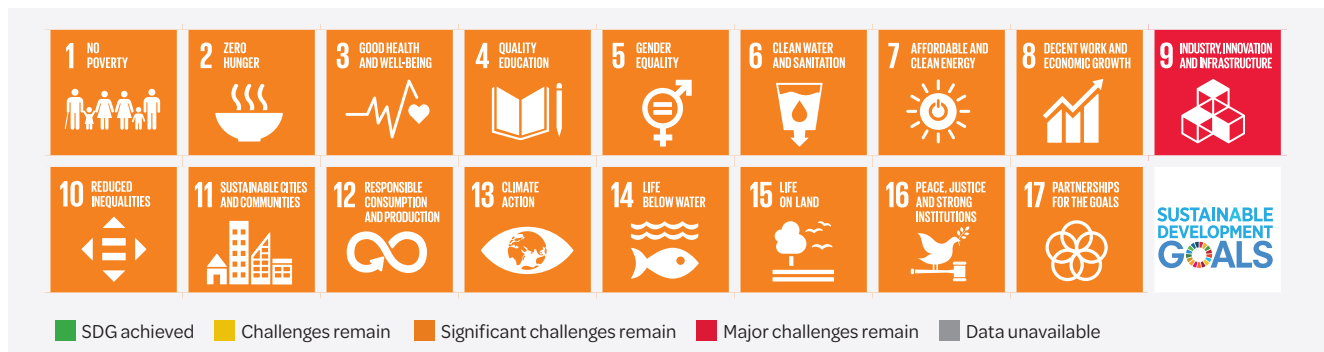 1 NO
POVERTY
2 ZERO
HUNGER
3 GOOD HEALTH
AND WELL-BEING
4 QUALITY
EDUCATION
5 GENDER
EQUALITY
6 CLEAN WATER
AND SANITATION
7 AFFORDABLE AND
CLEAN ENERGY
8 DECENT WORK AND
ECONOMIC GROWTH
9 INDUSTRY, INNOVATION
AND INFRASTRUCTURE
10 REDUCED
INEQUALITIES
11 SUSTAINABLE CITIES
AND COMMUNITIES
12 RESPONSIBLE
CONSUMPTION
AND PRODUCTION
13 CLIMATE
ACTION
14 LIFE
BELOW WATER
15 LIFE
ON LAND
16 PEACE, JUSTICE
AND STRONG
INSTITUTIONS
17 PARTNERSHIPS
FOR THE GOALS
SUSTAINABLE
DEVELOPMENT
GOALS
SDG achieved
Challenges remain
Significant challenges remain
Major challenges remain
Data unavailable